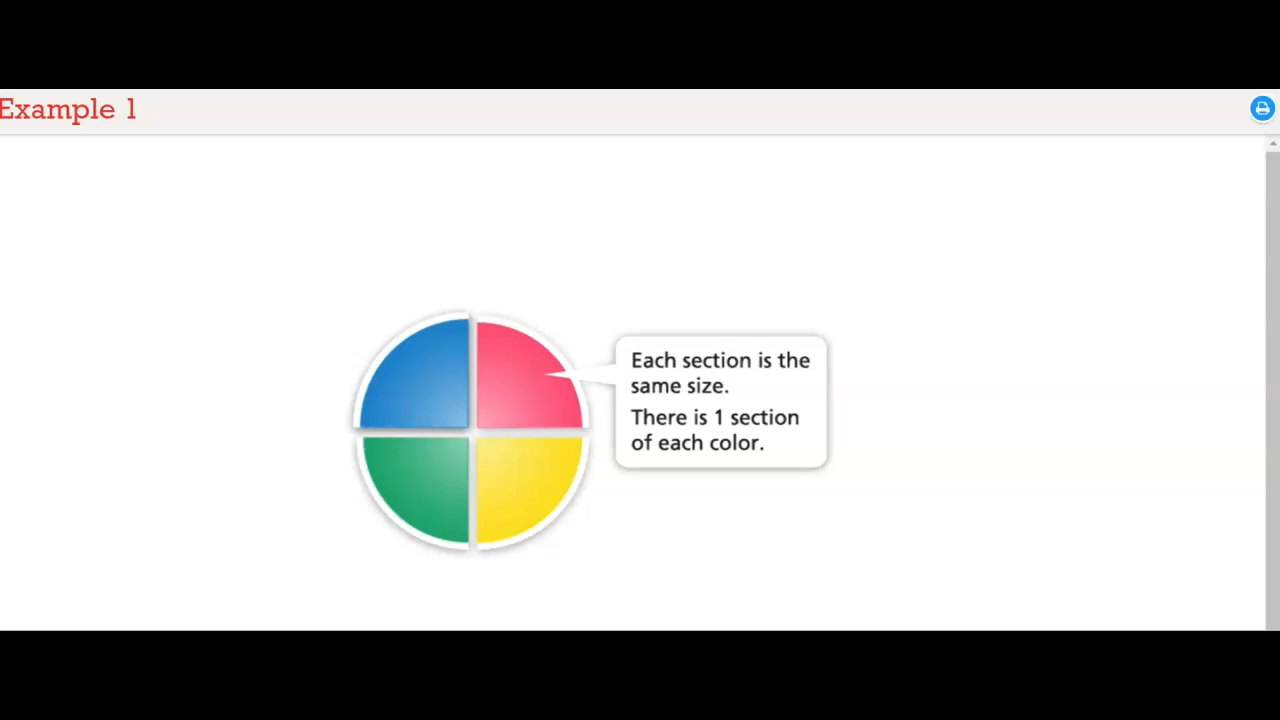 Example 1
Each section is the
same size.
There is 1 section
of each color.